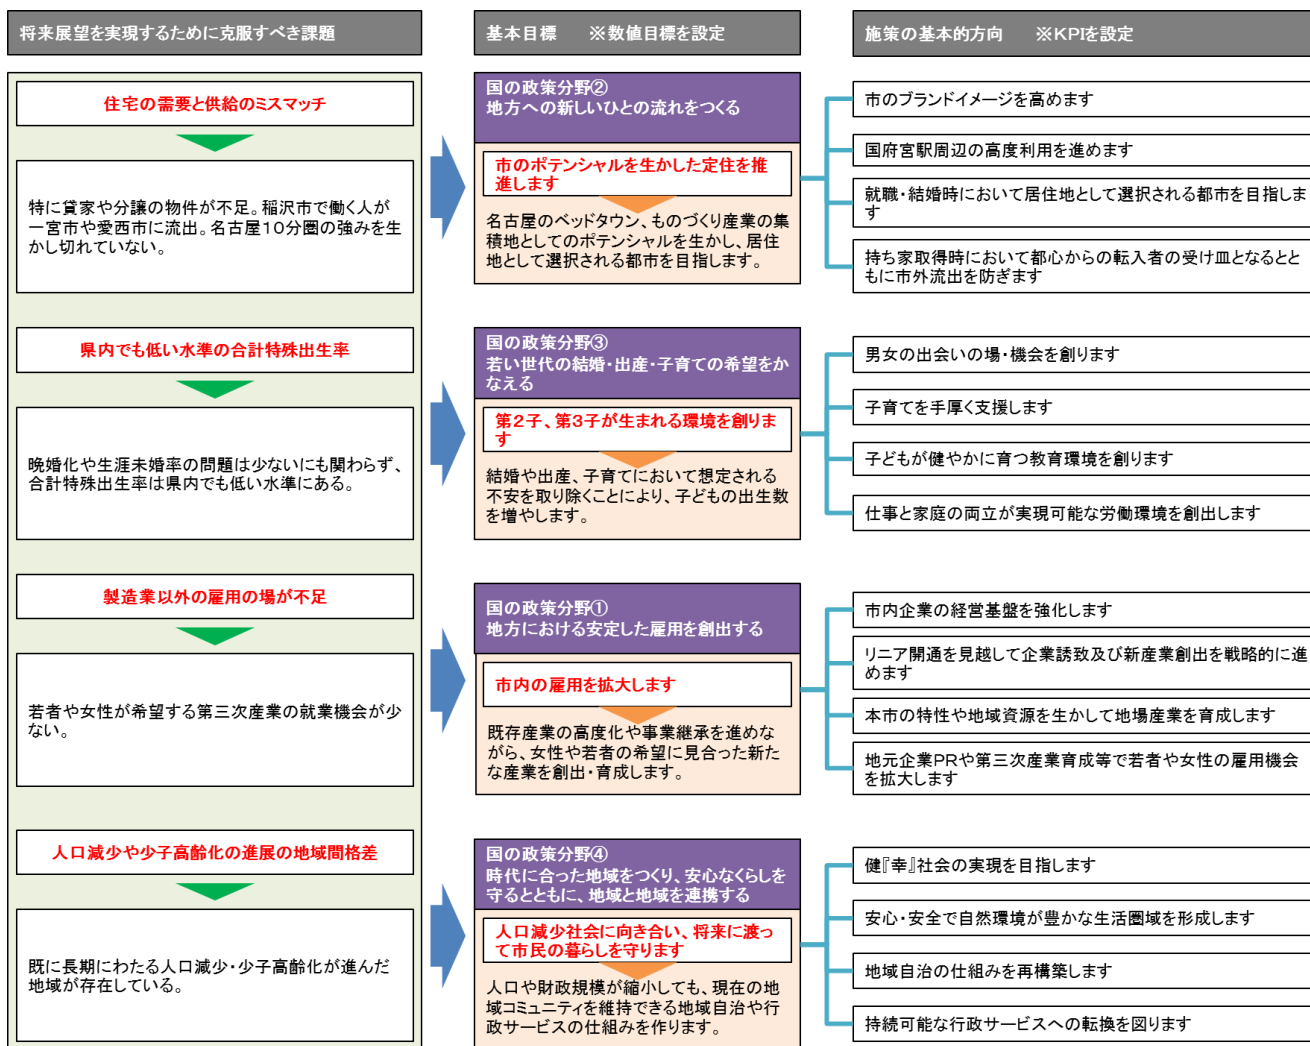 将来展望を実現するために克服すべき課題
基本目標　※数値目標を設定
施策の基本的方向　※KPIを設定
住宅の需要と供給のミスマッチ
特に貸家や分譲の物件が不足。稲沢市で働く人が
一宮市や愛西市に流出。名古屋10分圏の強みを生
かし切れていない。
国の政策分野②
地方への新しいひとの流れをつくる
市のポテンシャルを生かした定住を推
進します
名古屋のベッドタウン、ものづくり産業の集
積地としてのポテンシャルを生かし、居住
地として選択される都市を目指します。
市のブランドイメージを高めます
国府宮駅周辺の高度利用を進めます
就職・結婚時において居住地として選択される都市を目指しま
す
持ち家取得時において都心からの転入者の受け皿となるとと
もに市外流出を防ぎます
県内でも低い水準の合計特殊出生率
晩婚化や生涯未婚率の問題は少ないにも関わらず、
合計特殊出生率は県内でも低い水準にある。
国の政策分野③
若い世代の結婚・出産・子育ての希望をか
なえる
第2子、第3子が生まれる環境を創りま
す
結婚や出産、子育てにおいて想定される
不安を取り除くことにより、子どもの出生数
を増やします。
男女の出会いの場・機会を創ります
子育てを手厚く支援します
子どもが健やかに育つ教育環境を創ります
仕事と家庭の両立が実現可能な労働環境を創出します
製造業以外の雇用の場が不足
若者や女性が希望する第三次産業の就業機会が少
ない。
国の政策分野①
地方における安定した雇用を創出する
市内の雇用を拡大します
既存産業の高度化や事業継承を進めな
がら、女性や若者の希望に見合った新た
な産業を創出・育成します。
市内企業の経営基盤を強化します
リニア開通を見越して企業誘致及び新産業創出を戦略的に進
めます
本市の特性や地域資源を生かして地場産業を育成します
地元企業PRや第三次産業育成等で若者や女性の雇用機会
を拡大します
人口減少や少子高齢化の進展の地域間格差
既に長期にわたる人口減少・少子高齢化が進んだ
地域が存在している。
国の政策分野④
時代に合った地域をつくり、安心なくらしを
守るとともに、地域と地域を連携する
人口減少社会に向き合い、将来に渡っ
て市民の暮らしを守ります
人口や財政規模が縮小しても、現在の地
域コミュニティを維持できる地域自治や行
政サービスの仕組みを作ります。
健『幸』社会の実現を目指します
安心・安全で自然環境が豊かな生活圏域を形成します
地域自治の仕組みを再構築します
持続可能な行政サービスへの転換を図ります